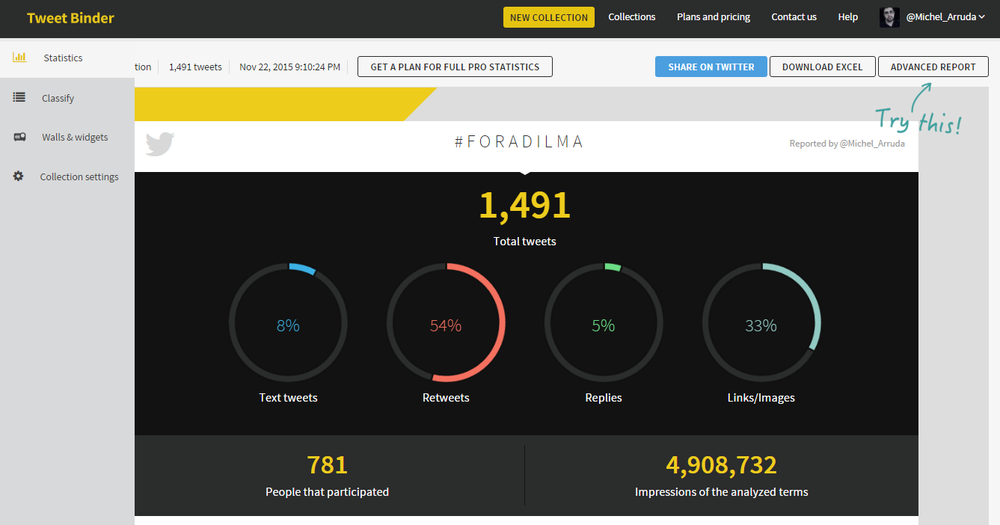 Tweet Binder
NEW COLLECTION
Collections
Plans and pricing
Contact us
Help
@Michel_Arruda
Statistics
Classify
Walls & widgets
Collection settings
tion
1,491 tweets
Nov 22, 2015 9:10:24 PM
GET A PLAN FOR FULL PRO STATISTICS
SHARE ON TWITTER
DOWNLOAD EXCEL
ADVANCED REPORT
Try this!
#FORADILMA
Reported by @Michel_Arruda
1,491
Total tweets
8%
Text tweets
54%
Retweets
5%
Replies
33%
Links/Images
781
People that participated
4,908,732
Impressions of the analyzed terms